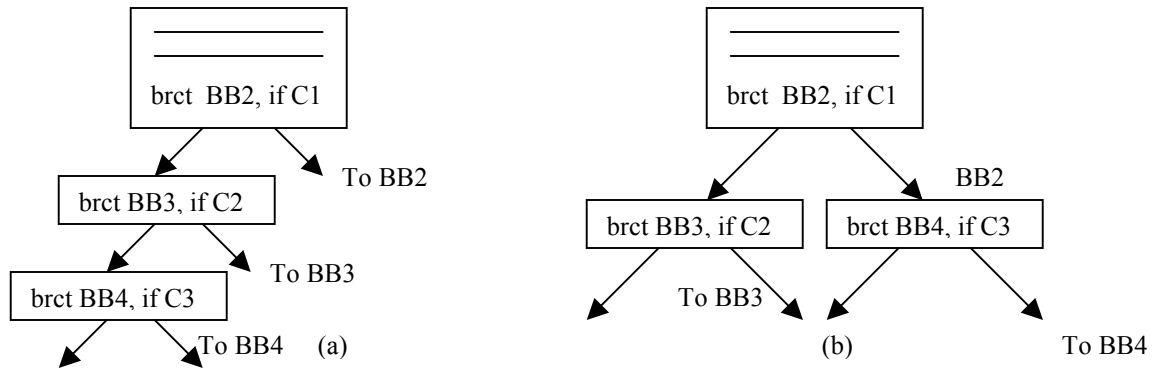 brct BB2, if C1
To BB2
brct BB3, if C2
To BB3
brct BB4, if C3
To BB4
(a)
brct BB2, if C1
BB2
brct BB3, if C2
brct BB4, if C3
To BB3
(b)
To BB4